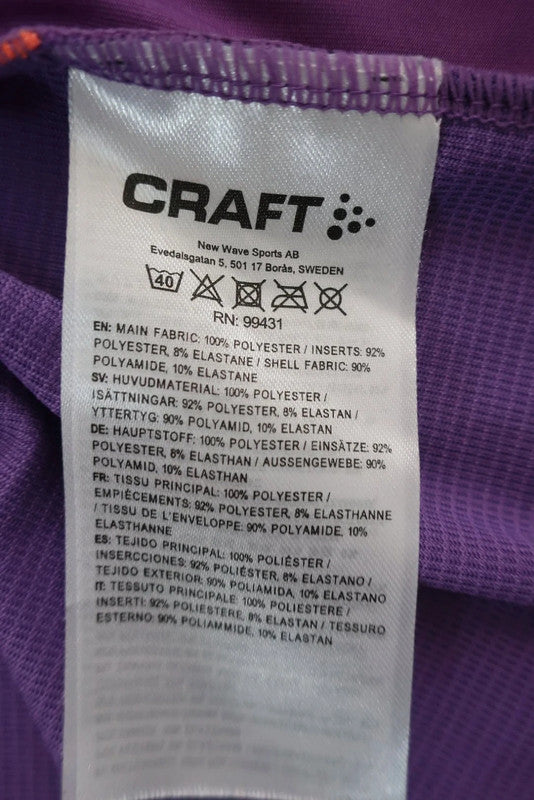 CRAFT
New Wave Sports AB
Evedalsgatan 5, 501 17 Borås, SWEDEN
40
RN: 99431
EN: MAIN FABRIC: 100% POLYESTER / INSERTS: 92%
POLYESTER, 8% ELASTANE / SHELL FABRIC: 90%
POLYAMIDE, 10% ELASTANE
SV: HUVUDMATERIAL: 100% POLYESTER /
ISÄTTNINGAR: 92% POLYESTER, 8% ELASTAN /
YTTERTYG: 90% POLYAMID, 10% ELASTAN
DE: HAUPTSTOFF: 100% POLYESTER / EINSÄTZE: 92%
POLYESTER, 8% ELASTHAN / AUSSENGEWEBE: 90%
POLYAMID, 10% ELASTHAN
FR: TISSU PRINCIPAL: 100% POLYESTER /
EMPIÈCEMENTS: 92% POLYESTER, 8% ELASTHANNE
/ TISSU DE L'ENVELOPPE: 90% POLYAMIDE, 10%
ELASTHANNE
ES: TEJIDO PRINCIPAL: 100% POLIÉSTER /
INSERCCIONES: 92% POLIÉSTER, 8% ELASTANO /
TEJIDO EXTERIOR: 90% POLIAMIDA, 10% ELASTANO
IT: TESSUTO PRINCIPALE: 100% POLIESTERE /
INSERTI: 92% POLIESTERE, 8% ELASTAN / TESSURO
ESTERNO: 90% POLIAMMIDE, 10% ELASTAN